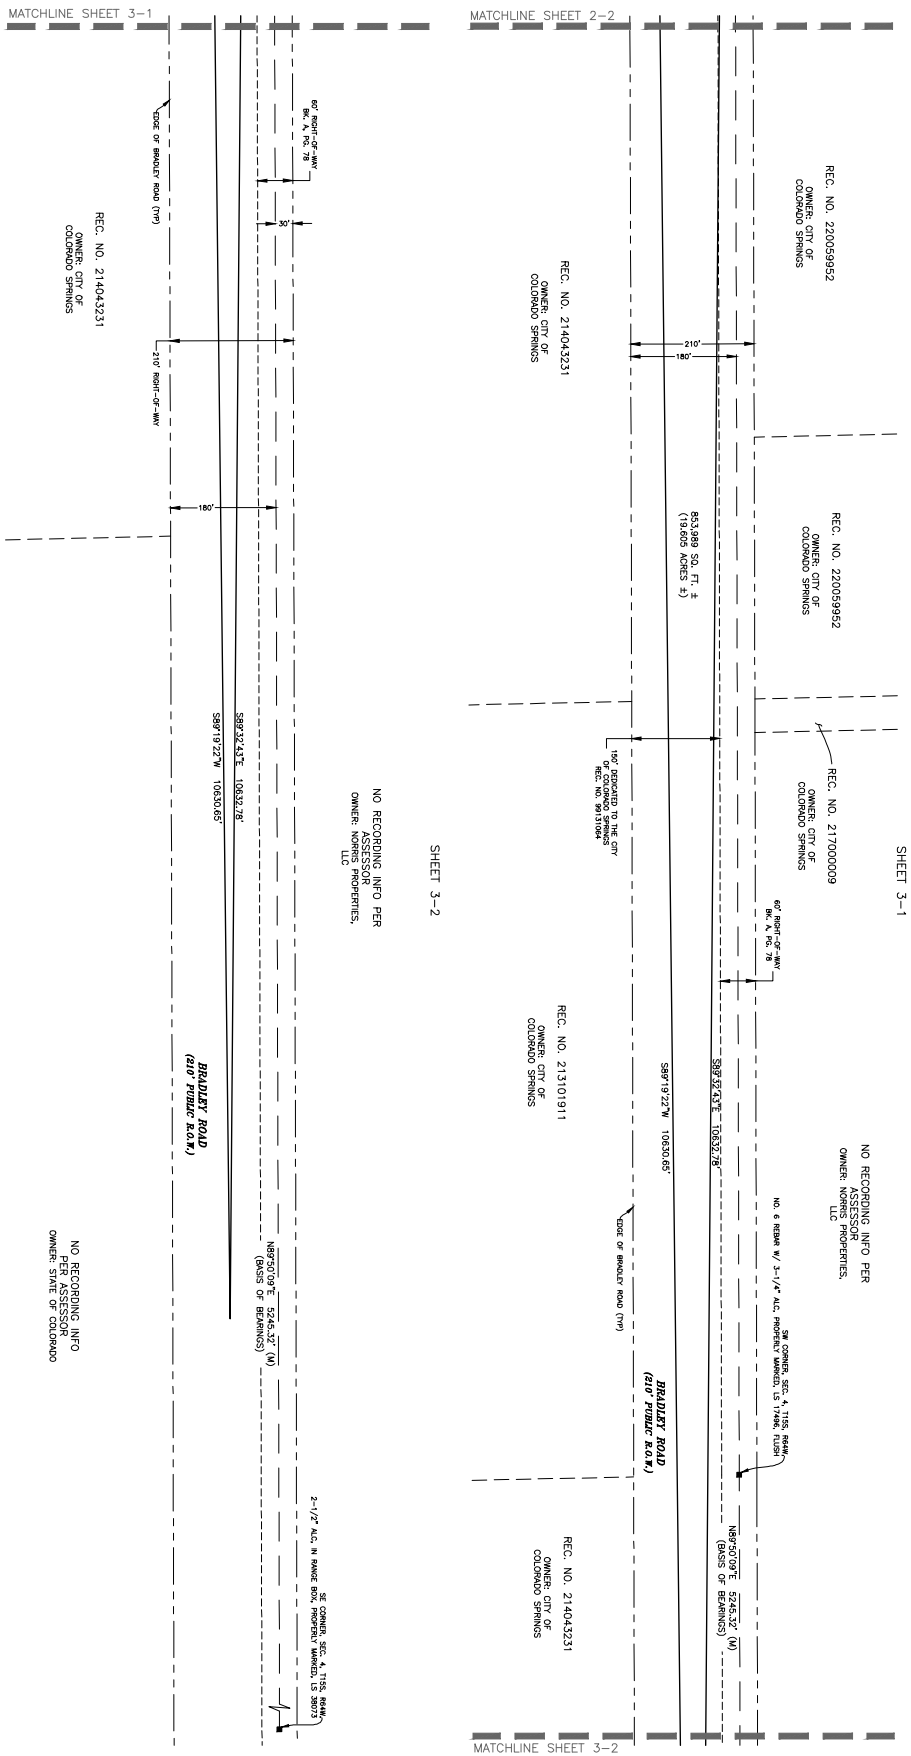 MATCHLINE SHEET 3-1
EDGE OF BRADLEY ROAD (TYP)
60' RIGHT-OF-WAY
BK. A, PG. 78
30'
REC. NO. 214043231
OWNER: CITY OF
COLORADO SPRINGS
210' RIGHT-OF-WAY
180'
S89°32'43"E 10632.78'
S89°19'22"W 10630.65'
NO RECORDING INFO PER
ASSESSOR
OWNER: NORRIS PROPERTIES,
LLC
SHEET 3-2
BRADLEY ROAD
(210' PUBLIC R.O.W.)
N89°50'09"E 5245.32' (M)
(BASIS OF BEARINGS)
NO RECORDING INFO
PER ASSESSOR
OWNER: STATE OF COLORADO
SE CORNER, SEC. 4, T15S, R64W,
2-1/2" ALC, IN RANGE BOX, PROPERLY MARKED, LS 38073
MATCHLINE SHEET 2-2
REC. NO. 220059952
OWNER: CITY OF
COLORADO SPRINGS
REC. NO. 214043231
OWNER: CITY OF
COLORADO SPRINGS
210'
180'
853,989 SQ. FT. ±
(19.605 ACRES ±)
REC. NO. 220059952
OWNER: CITY OF
COLORADO SPRINGS
150' DEDICATED TO THE CITY
OF COLORADO SPRINGS
REC. NO. 99131064
REC. NO. 217000009
OWNER: CITY OF
COLORADO SPRINGS
SHEET 3-1
60' RIGHT-OF-WAY
BK. A, PG. 78
REC. NO. 213101911
OWNER: CITY OF
COLORADO SPRINGS
S89°32'43"E 10632.78'
S89°19'22"W 10630.65'
NO RECORDING INFO PER
ASSESSOR
OWNER: NORRIS PROPERTIES,
LLC
EDGE OF BRADLEY ROAD (TYP)
SW CORNER, SEC. 4, T15S, R64W,
NO. 6 REBAR W/ 3-1/4" ALC, PROPERLY MARKED, LS 17496, FLUSH
BRADLEY ROAD
(210' PUBLIC R.O.W.)
N89°50'09"E 5245.32' (M)
(BASIS OF BEARINGS)
REC. NO. 214043231
OWNER: CITY OF
COLORADO SPRINGS
MATCHLINE SHEET 3-2